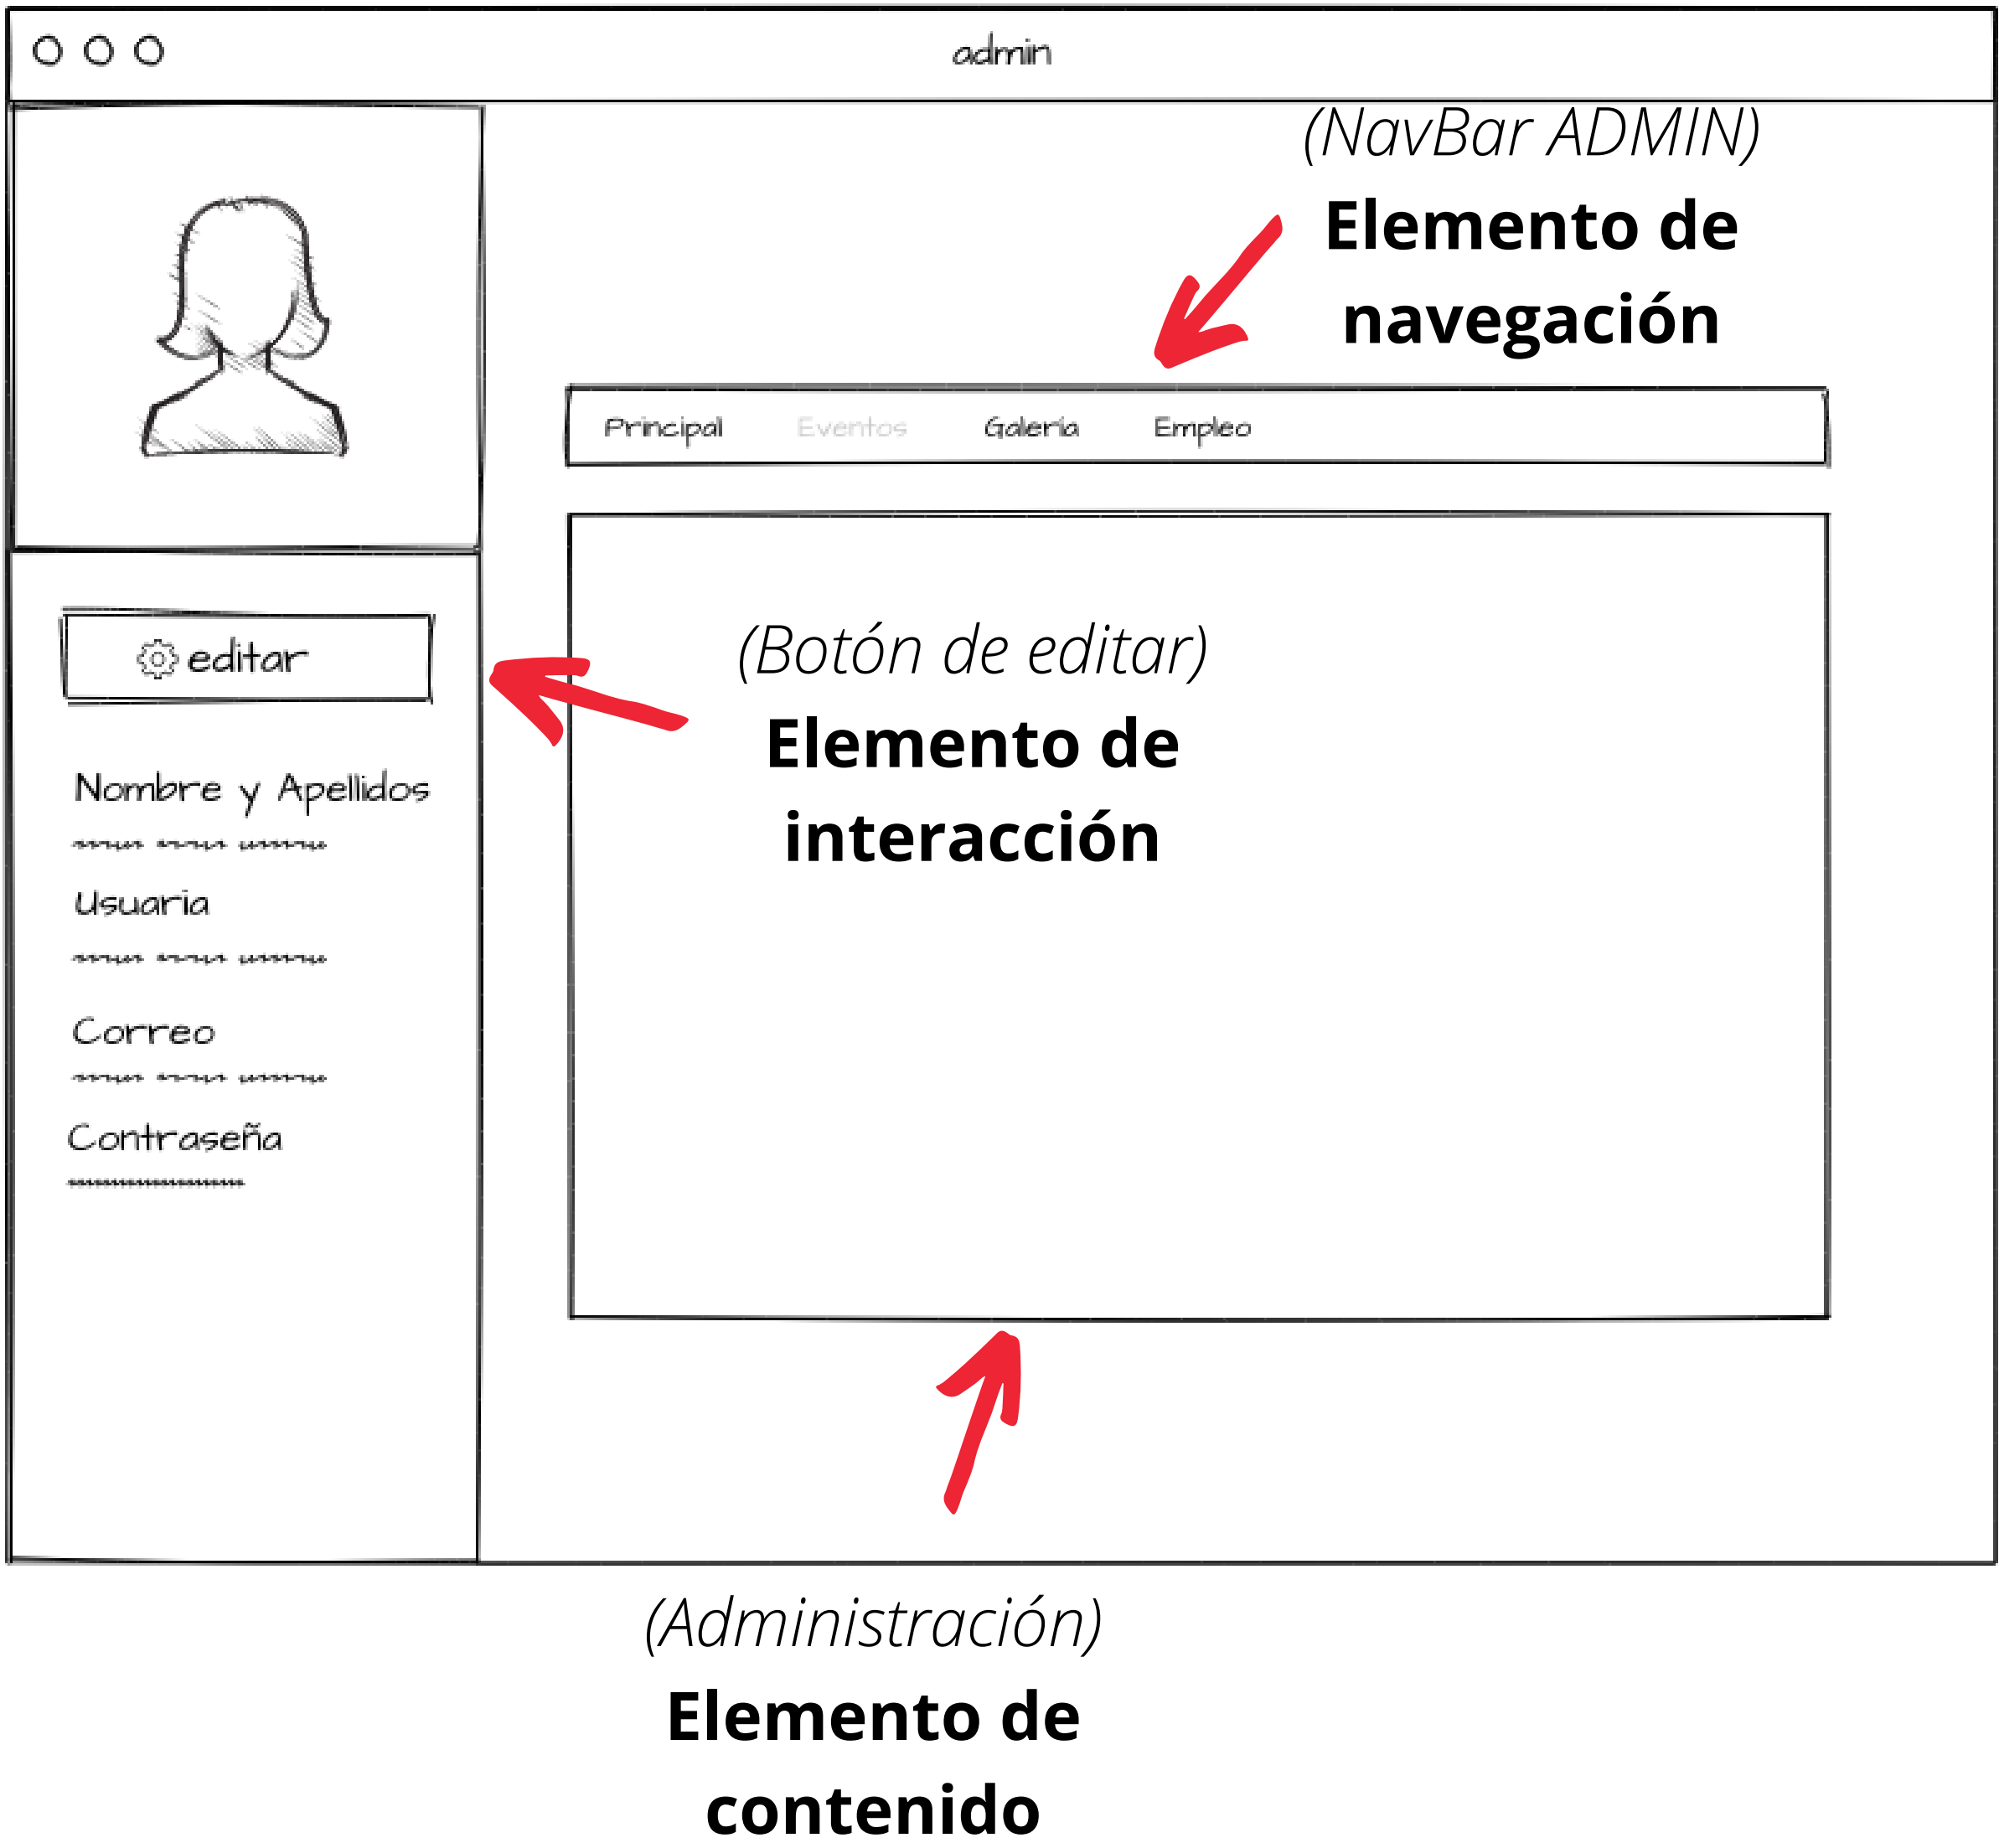 admin
(NavBar ADMIN)
Elemento de
navegación
Principal Eventos Galería Empleo
editar
(Botón de editar)
Elemento de
interacción
Nombre y Apellidos
Usuaria
Correo
Contraseña
(Administración)
Elemento de
contenido